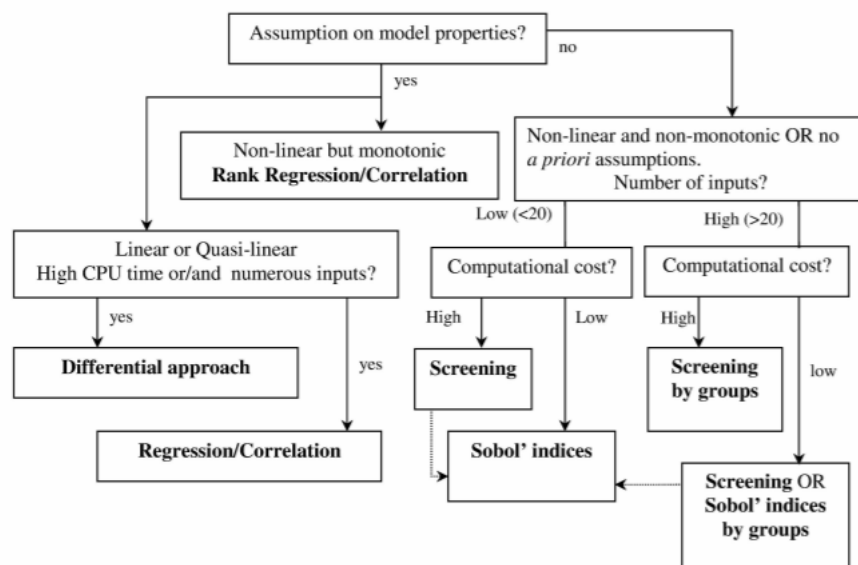 Assumption on model properties?
no
yes
Non-linear but monotonic
Rank Regression/Correlation
Non-linear and non-monotonic OR no
a priori assumptions.
Number of inputs?
Low (<20)
High (>20)
Linear or Quasi-linear
High CPU time or/and numerous inputs?
Computational cost?
Computational cost?
yes
High
Low
High
Differential approach
yes
Screening
Screening
by groups
low
Regression/Correlation
Sobol' indices
Screening OR
Sobol' indices
by groups